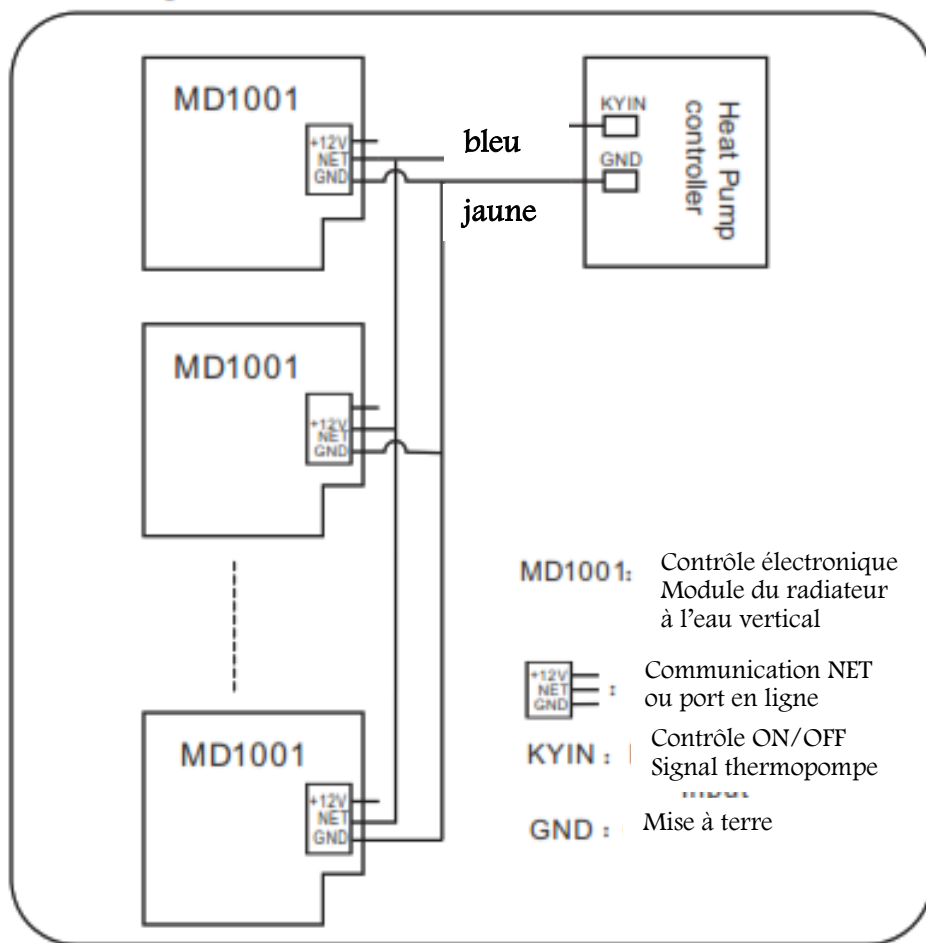 MD1001
+12V
NET
GND
bleu
jaune
KYIN
GND
Heat Pump
controller
MD1001
+12V
NET
GND
MD1001
+12V
NET
GND
MD1001: Contrôle électronique
Module du radiateur
à l'eau vertical
+12V
NET
GND
: Communication NET
ou port en ligne
KYIN : Contrôle ON/OFF
Signal thermopompe
GND : Mise à terre